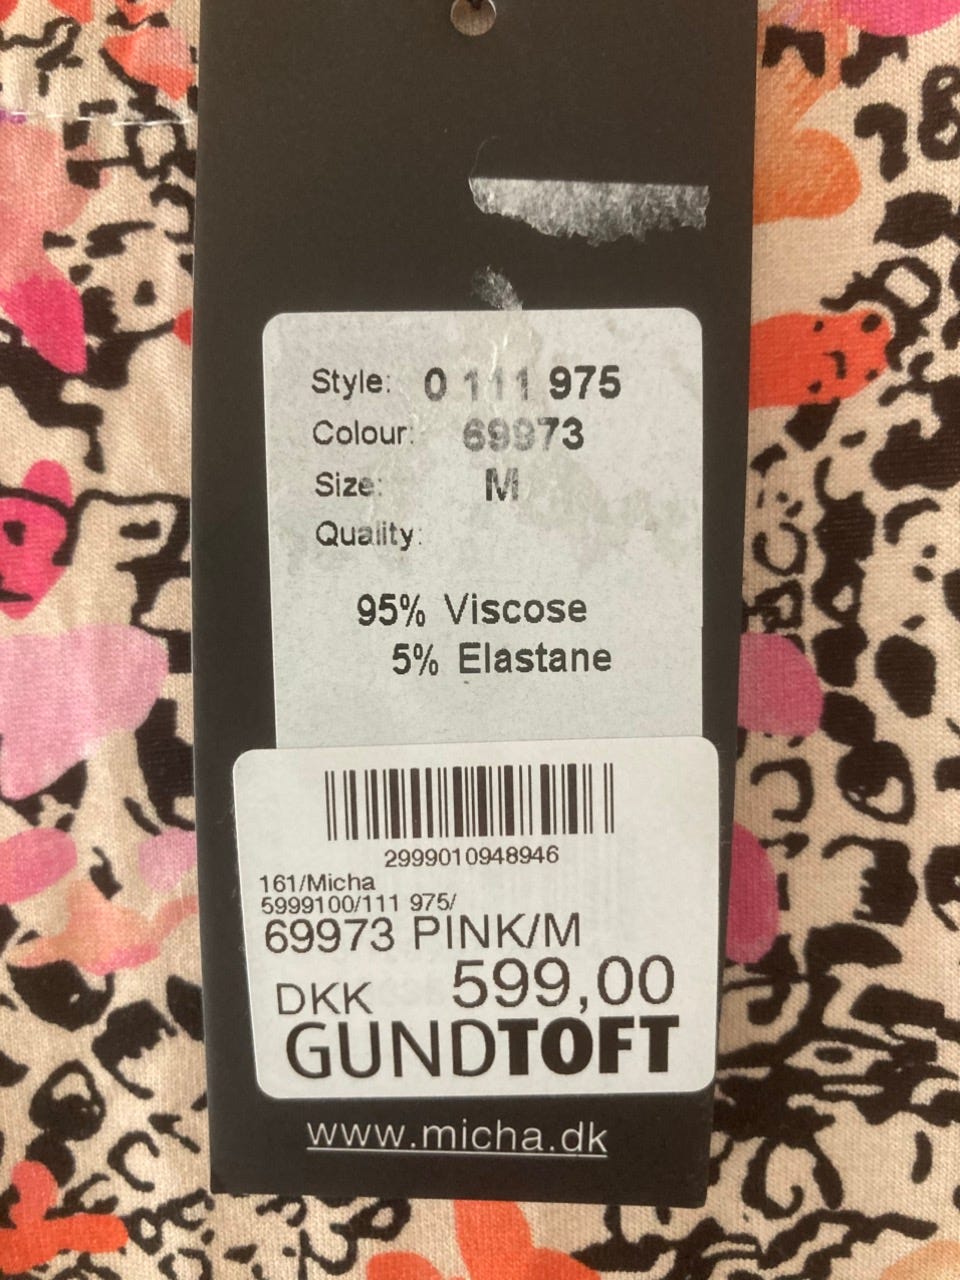 Style: 0 111 975
Colour: 69973
Size: M
Quality:
95% Viscose
5% Elastane
2999010948946
161/Micha
5999100/111 975/
69973 PINK/M
DKK 599,00
GUNDTOFT
www.micha.dk